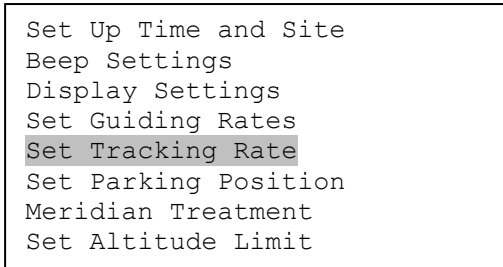 Set Up Time and Site
Beep Settings
Display Settings
Set Guiding Rates
Set Tracking Rate
Set Parking Position
Meridian Treatment
Set Altitude Limit